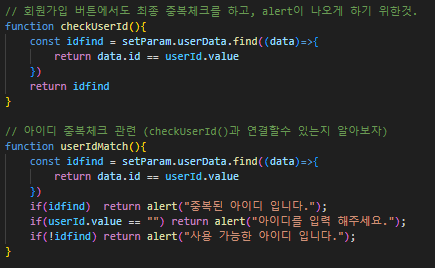 // 회원가입 버튼에서도 최종 중복체크를 하고, alert이 나오게 하기 위한것.
function checkUserId(){
    const idfind = setParam.userData.find((data)=>{
        return data.id == userId.value
    })
    return idfind
}

// 아이디 중복체크 관련 (checkUserId()과 연결할수 있는지 알아보자)
function userIdMatch(){
    const idfind = setParam.userData.find((data)=>{
        return data.id == userId.value
    })
    if(idfind)  return alert("중복된 아이디 입니다.");
    if(userId.value == "") return alert("아이디를 입력 해주세요.");
    if(!idfind) return alert("사용 가능한 아이디 입니다.");
}